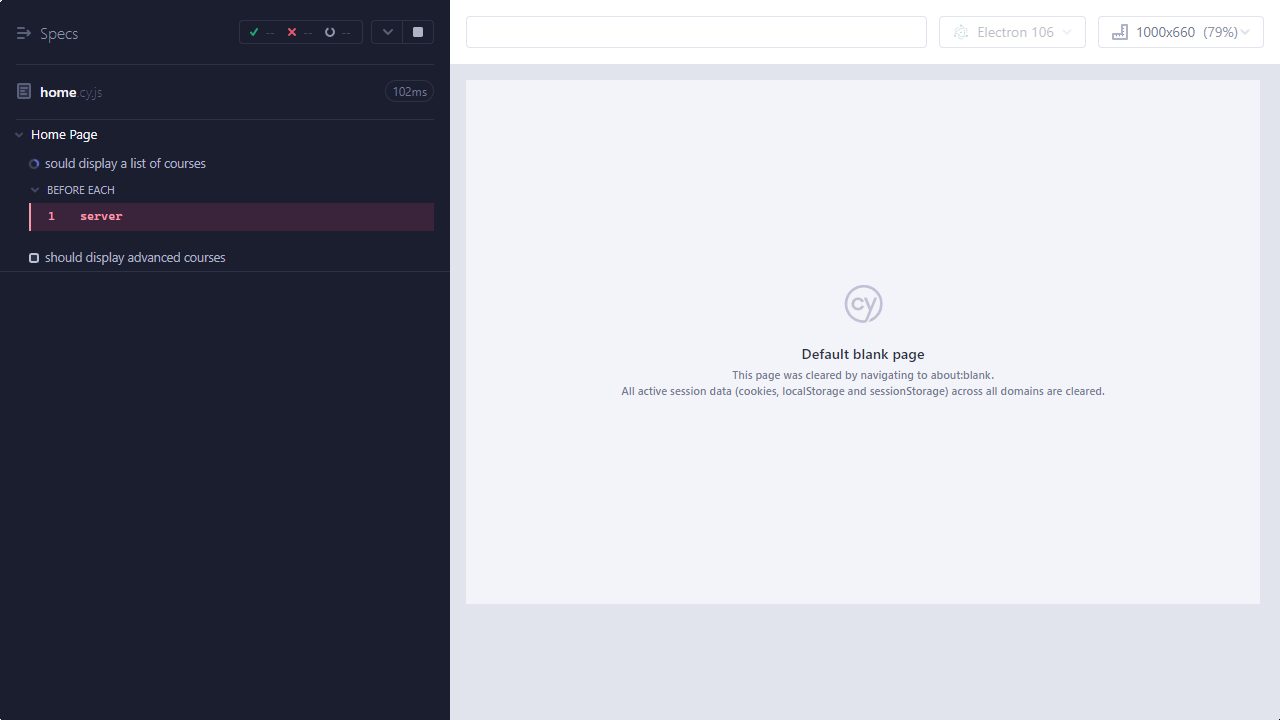 Specs
-- -- --
home.cy.js
102ms
Home Page
sould display a list of courses
BEFORE EACH
1 server
should display advanced courses
Electron 106
1000x660 (79%)
cy
Default blank page
This page was cleared by navigating to about:blank.
All active session data (cookies, localStorage and sessionStorage) across all domains are cleared.